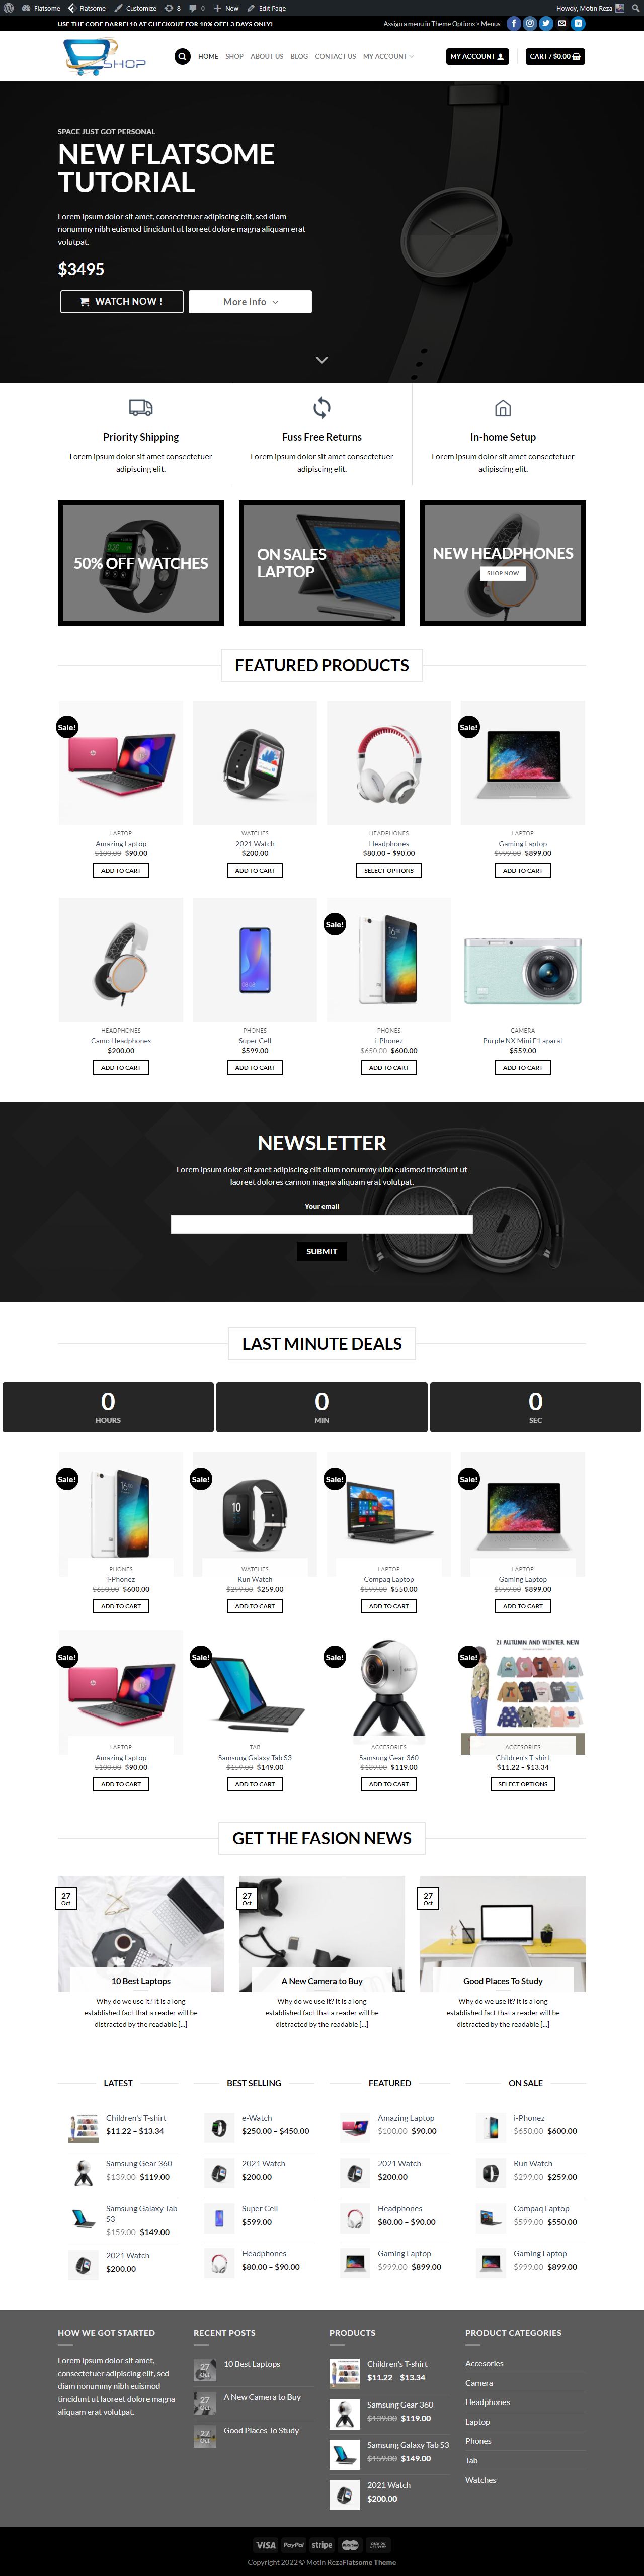 Flatsome Flatsome Customize 8 0 New Edit Page Howdy, Motin Reza
USE THE CODE DARREL10 AT CHECKOUT FOR 10% OFF! 3 DAYS ONLY! Assign a menu in Theme Options > Menus
SHOP
HOME SHOP ABOUT US BLOG CONTACT US MY ACCOUNT
MY ACCOUNT CART / $0.00
SPACE JUST GOT PERSONAL
NEW FLATSOME
TUTORIAL
Lorem ipsum dolor sit amet, consectetuer adipiscing elit, sed diam
nonummy nibh euismod tincidunt ut laoreet dolore magna aliquam erat
volutpat.
$3495
WATCH NOW ! More info
Priority Shipping Fuss Free Returns In-home Setup
Lorem ipsum dolor sit amet consectetuer Lorem ipsum dolor sit amet consectetuer Lorem ipsum dolor sit amet consectetuer
adipiscing elit. adipiscing elit. adipiscing elit.
50% OFF WATCHES
ON SALES
LAPTOP
NEW HEADPHONES
SHOP NOW
FEATURED PRODUCTS
Sale! Sale!
LAPTOP WATCHES HEADPHONES LAPTOP
Amazing Laptop 2021 Watch Headphones Gaming Laptop
$100.00 $90.00 $200.00 $80.00 – $90.00 $999.00 $899.00
ADD TO CART ADD TO CART SELECT OPTIONS ADD TO CART
Sale!
HEADPHONES PHONES PHONES CAMERA
Camo Headphones Super Cell i-Phonez Purple NX Mini F1 aparat
$200.00 $599.00 $650.00 $600.00 $559.00
ADD TO CART ADD TO CART ADD TO CART ADD TO CART
NEWSLETTER
Lorem ipsum dolor sit amet adipiscing elit diam nonummy nibh euismod tincidunt ut
laoreet dolores cannon magna aliquam erat volutpat.
Your email
SUBMIT
LAST MINUTE DEALS
0 0 0
HOURS MIN SEC
Sale! Sale! Sale! Sale!
PHONES WATCHES LAPTOP LAPTOP
i-Phonez Run Watch Compaq Laptop Gaming Laptop
$650.00 $600.00 $299.00 $259.00 $599.00 $550.00 $999.00 $899.00
ADD TO CART ADD TO CART ADD TO CART ADD TO CART
21 AUTUMN AND WINTER NEW
Sale! Sale! Sale! Sale!
LAPTOP TAB ACCESORIES ACCESORIES
Amazing Laptop Samsung Galaxy Tab S3 Samsung Gear 360 Children's T-shirt
$100.00 $90.00 $159.00 $149.00 $139.00 $119.00 $11.22 – $13.34
ADD TO CART ADD TO CART ADD TO CART SELECT OPTIONS
GET THE FASION NEWS
27 27 27
Oct Oct Oct
10 Best Laptops A New Camera to Buy Good Places To Study
Why do we use it? It is a long Why do we use it? It is a long Why do we use it? It is a long
established fact that a reader will be established fact that a reader will be established fact that a reader will be
distracted by the readable [...] distracted by the readable [...] distracted by the readable [...]
LATEST
Children's T-shirt
$11.22 – $13.34
Samsung Gear 360
$139.00 $119.00
Samsung Galaxy Tab
S3
$159.00 $149.00
2021 Watch
$200.00
BEST SELLING
e-Watch
$250.00 – $450.00
2021 Watch
$200.00
Super Cell
$599.00
Headphones
$80.00 – $90.00
FEATURED
Amazing Laptop
$100.00 $90.00
2021 Watch
$200.00
Headphones
$80.00 – $90.00
Gaming Laptop
$999.00 $899.00
ON SALE
i-Phonez
$650.00 $600.00
Run Watch
$299.00 $259.00
Compaq Laptop
$599.00 $550.00
Gaming Laptop
$999.00 $899.00
HOW WE GOT STARTED
Lorem ipsum dolor sit amet,
consectetuer adipiscing elit, sed diam
nonummy nibh euismod
tincidunt ut laoreet dolore magna
aliquam erat volutpat.
RECENT POSTS
27
Oct
10 Best Laptops
27
Oct
A New Camera to Buy
27
Oct
Good Places To Study
PRODUCTS
Children's T-shirt
$11.22 – $13.34
Samsung Gear 360
$139.00 $119.00
Samsung Galaxy Tab S3
$159.00 $149.00
2021 Watch
$200.00
PRODUCT CATEGORIES
Accesories
Camera
Headphones
Laptop
Phones
Tab
Watches
VISA PayPal stripe MasterCard CASH ON DELIVERY
Copyright 2022 © Motin RezaFlatsome Theme